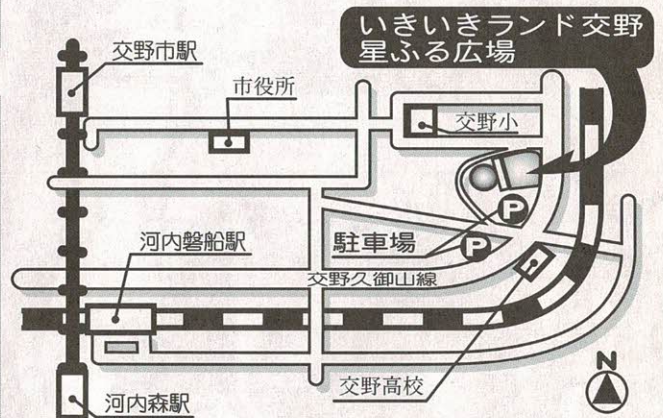 いきいきランド交野
星ふる広場
交野市駅
市役所
交野小
P
河内磐船駅
駐車場
P
交野久御山線
交野高校
河内森駅
N